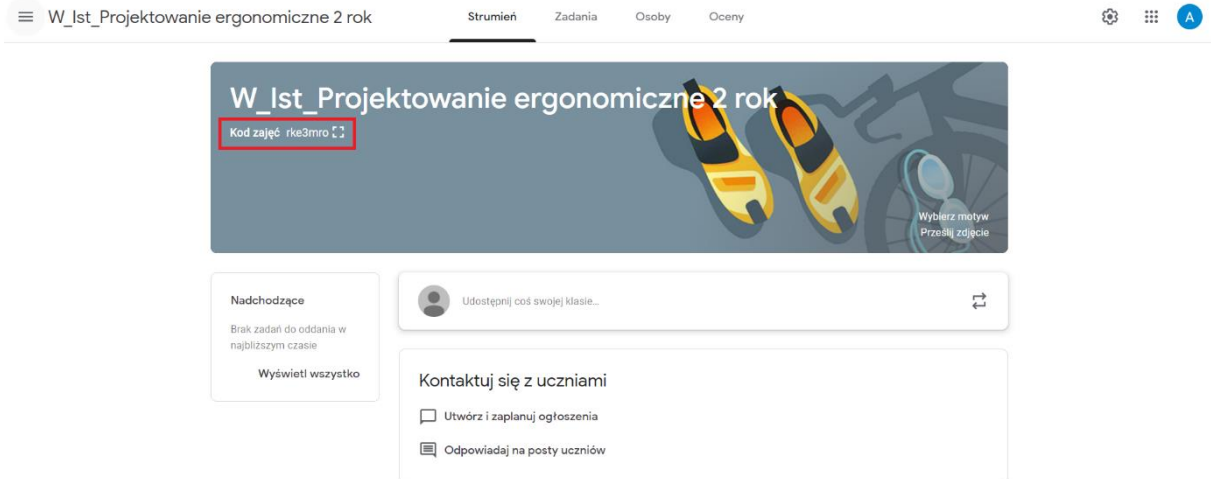 W_Ist_Projektowanie ergonomiczne 2 rok
Strumień Zadania Osoby Oceny
A
W_Ist_Projektowanie ergonomiczne 2 rok
Kod zajęć rke3mro
Wybierz motyw
Prześlij zdjęcie
Nadchodzące
Brak zadań do oddania w
najbliższym czasie
Wyświetl wszystko
Udostępnij coś swojej klasie...
Kontaktuj się z uczniami
Utwórz i zaplanuj ogłoszenia
Odpowiadaj na posty uczniów